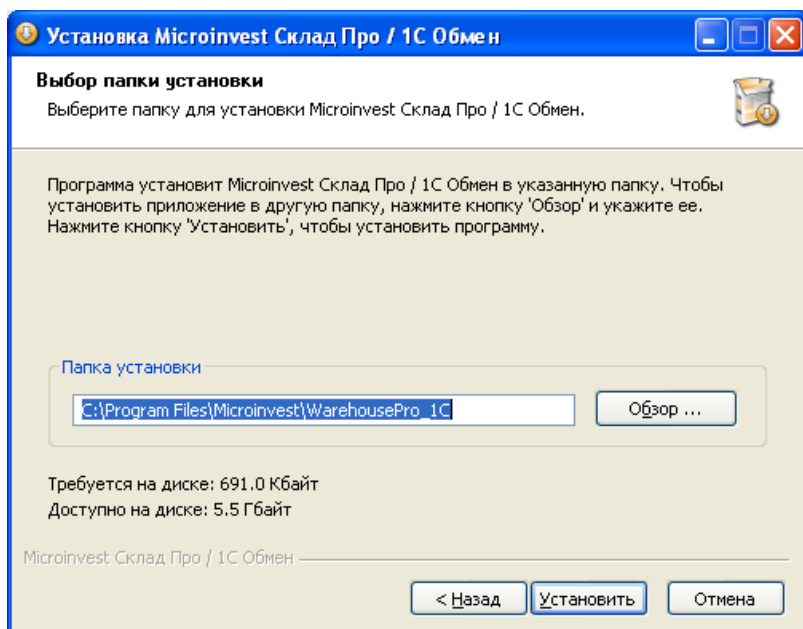 Установка Microinvest Склад Про / 1С Обмен
Выбор папки установки
Выберите папку для установки Microinvest Склад Про / 1С Обмен.
Программа установит Microinvest Склад Про / 1С Обмен в указанную папку. Чтобы
установить приложение в другую папку, нажмите кнопку 'Обзор' и укажите ее.
Нажмите кнопку 'Установить', чтобы установить программу.
Папка установки
C:\Program Files\Microinvest\WarehousePro_1C
Обзор ...
Требуется на диске: 691.0 Кбайт
Доступно на диске: 5.5 Гбайт
Microinvest Склад Про / 1С Обмен
< Назад
Установить
Отмена